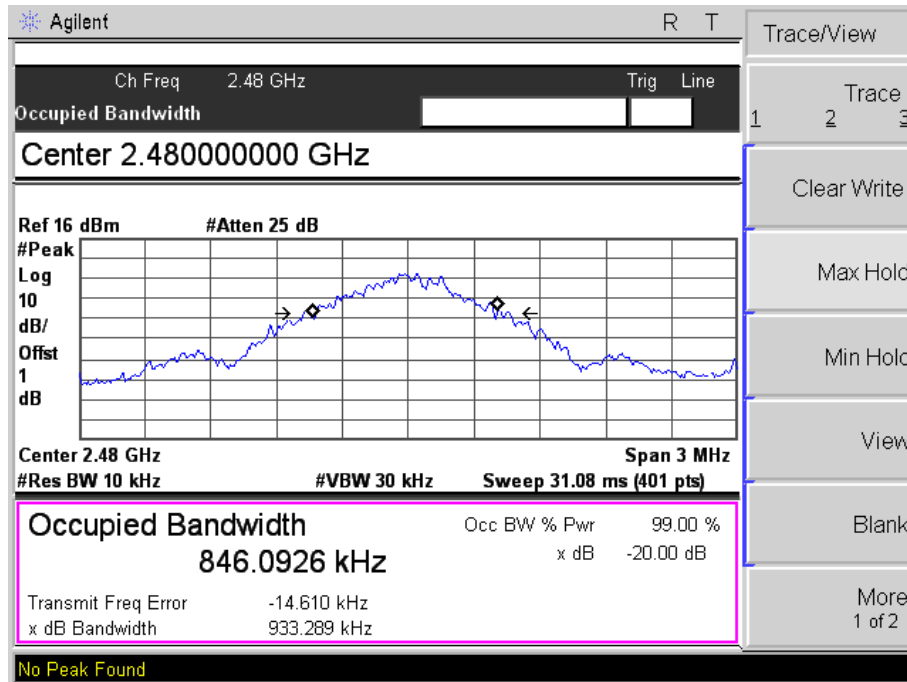 Agilent R T
Ch Freq 2.48 GHz Trig Line
Occupied Bandwidth
Center 2.480000000 GHz
Ref 16 dBm #Atten 25 dB
#Peak
Log
10
dB/
Offst
1
dB
Center 2.48 GHz Span 3 MHz
#Res BW 10 kHz #VBW 30 kHz Sweep 31.08 ms (401 pts)
Occupied Bandwidth
846.0926 kHz
Occ BW % Pwr 99.00 %
x dB -20.00 dB
Transmit Freq Error -14.610 kHz
x dB Bandwidth 933.289 kHz
No Peak Found
Trace/View
Trace
1 2 3
Clear Write
Max Hold
Min Hold
View
Blank
More
1 of 2